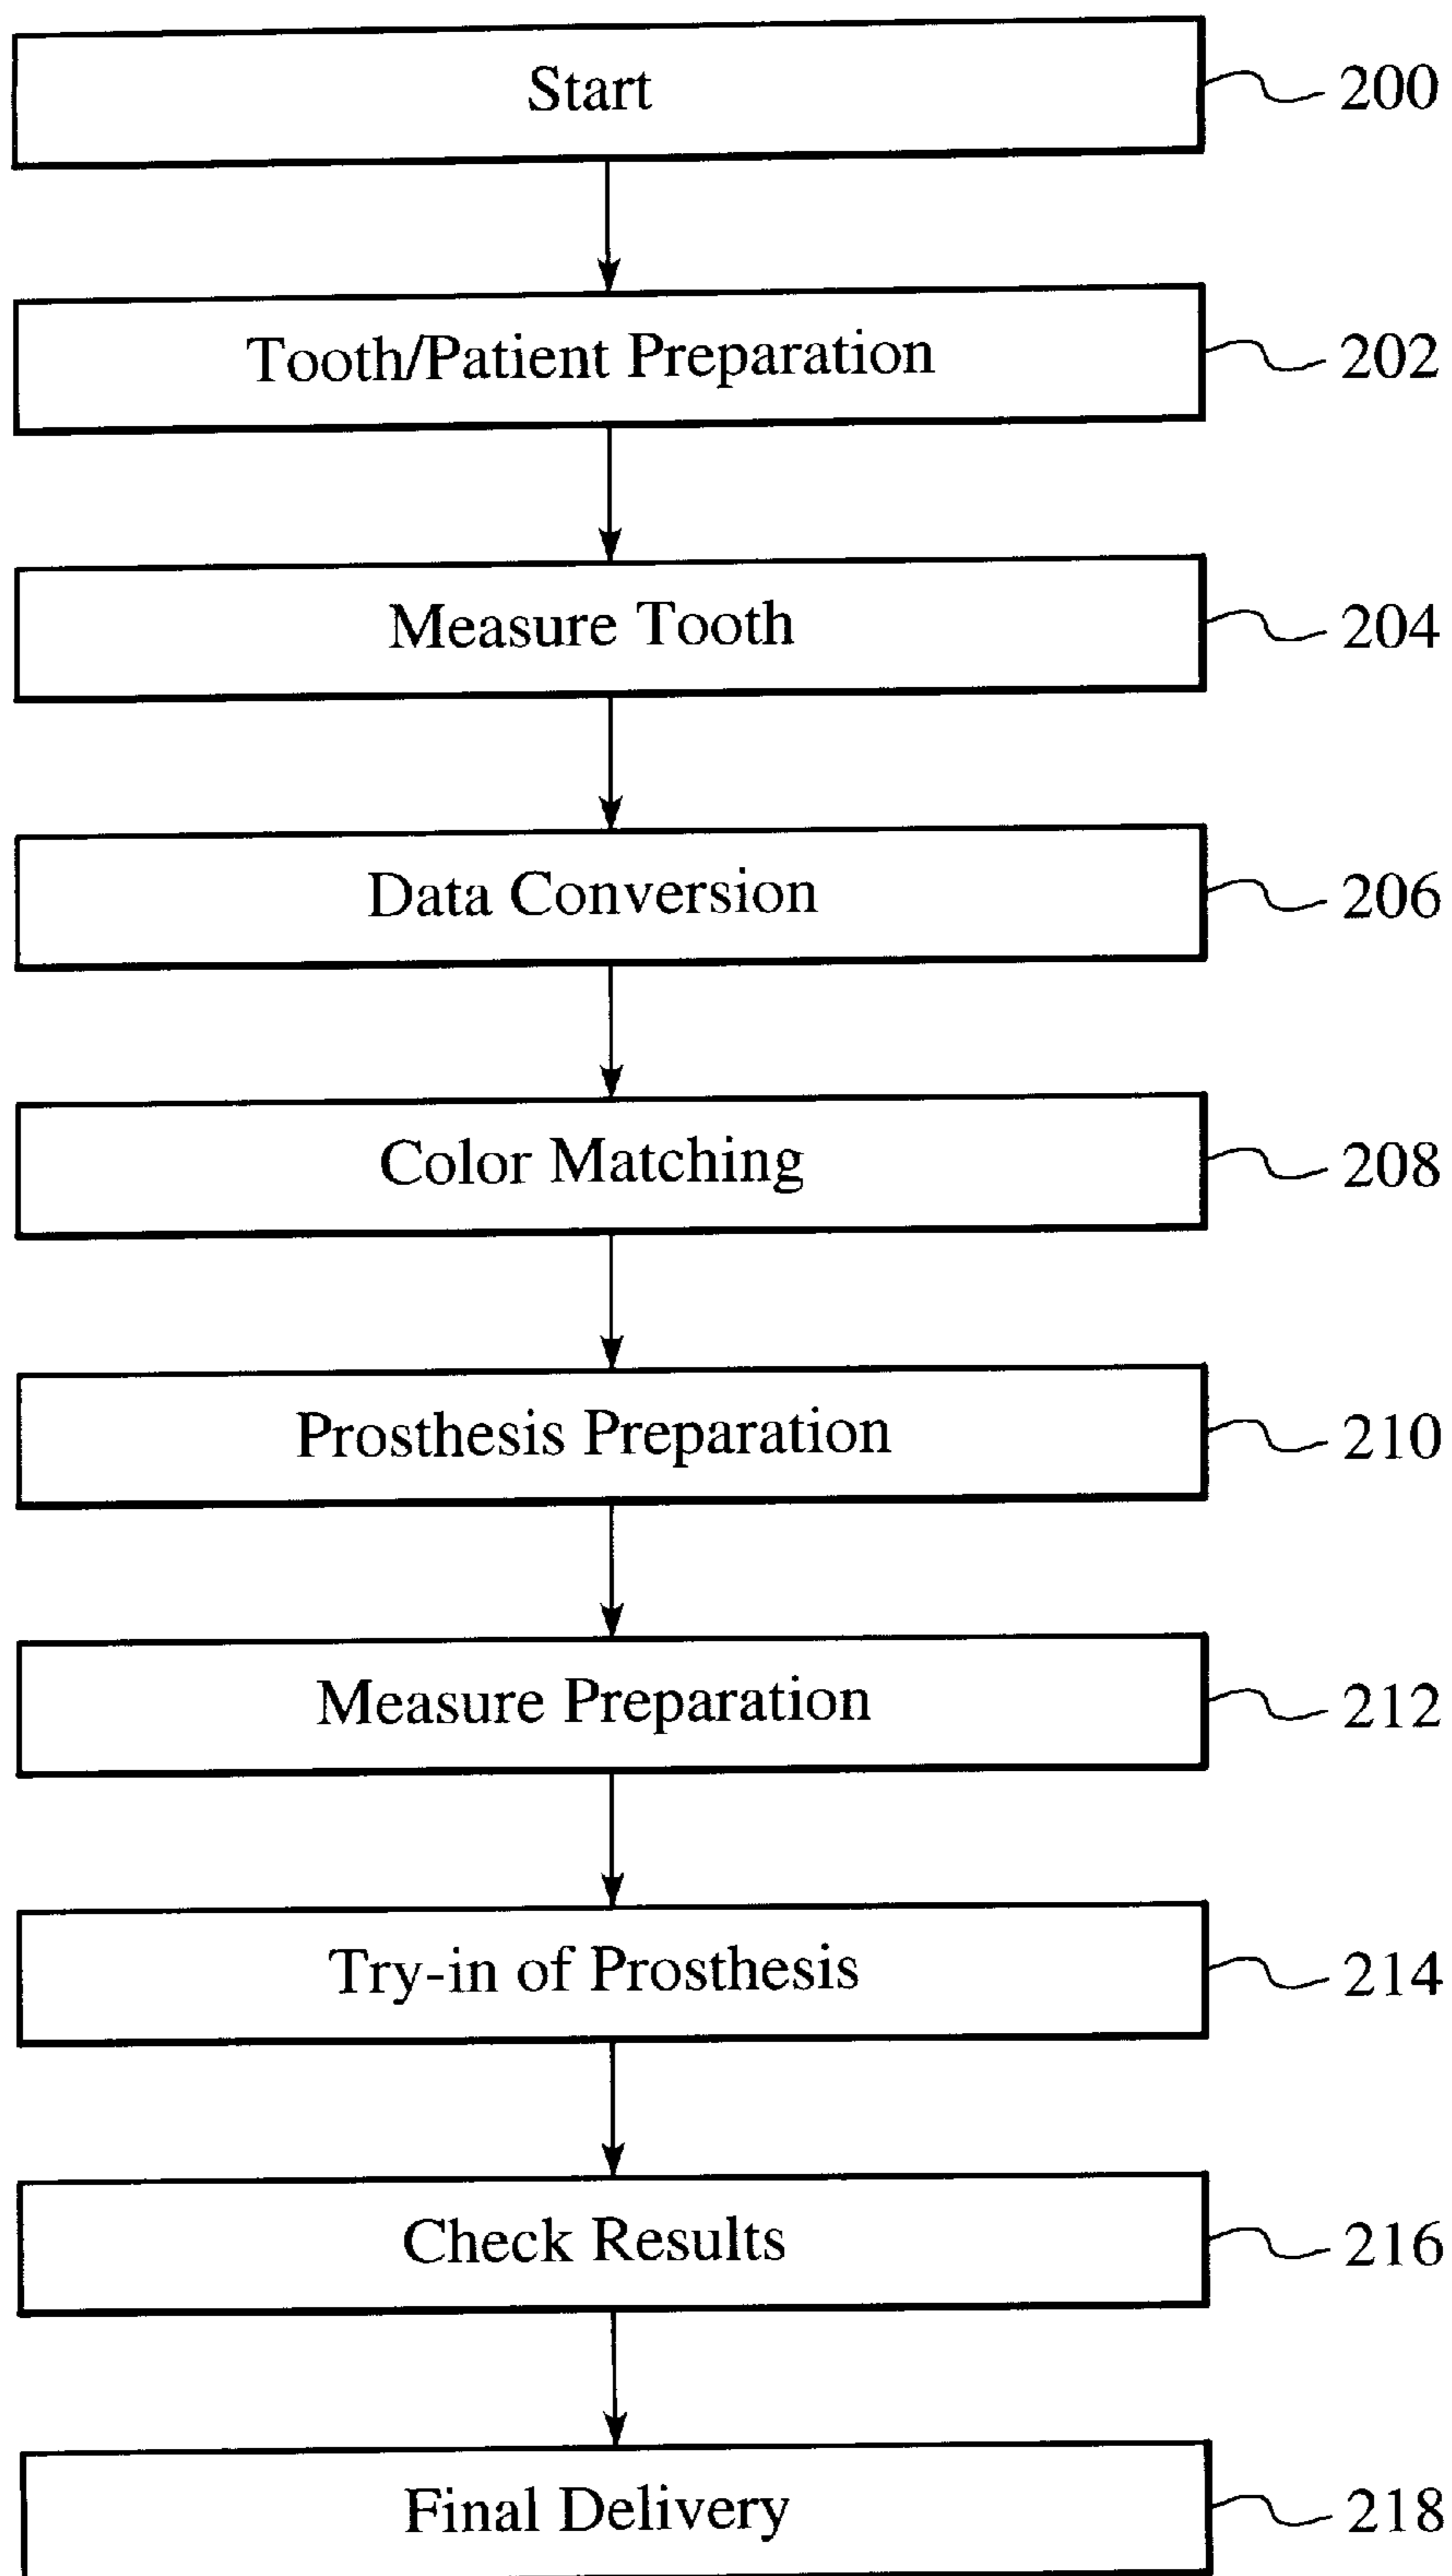 Start 200
Tooth/Patient Preparation 202
Measure Tooth 204
Data Conversion 206
Color Matching 208
Prosthesis Preparation 210
Measure Preparation 212
Try-in of Prosthesis 214
Check Results 216
Final Delivery 218